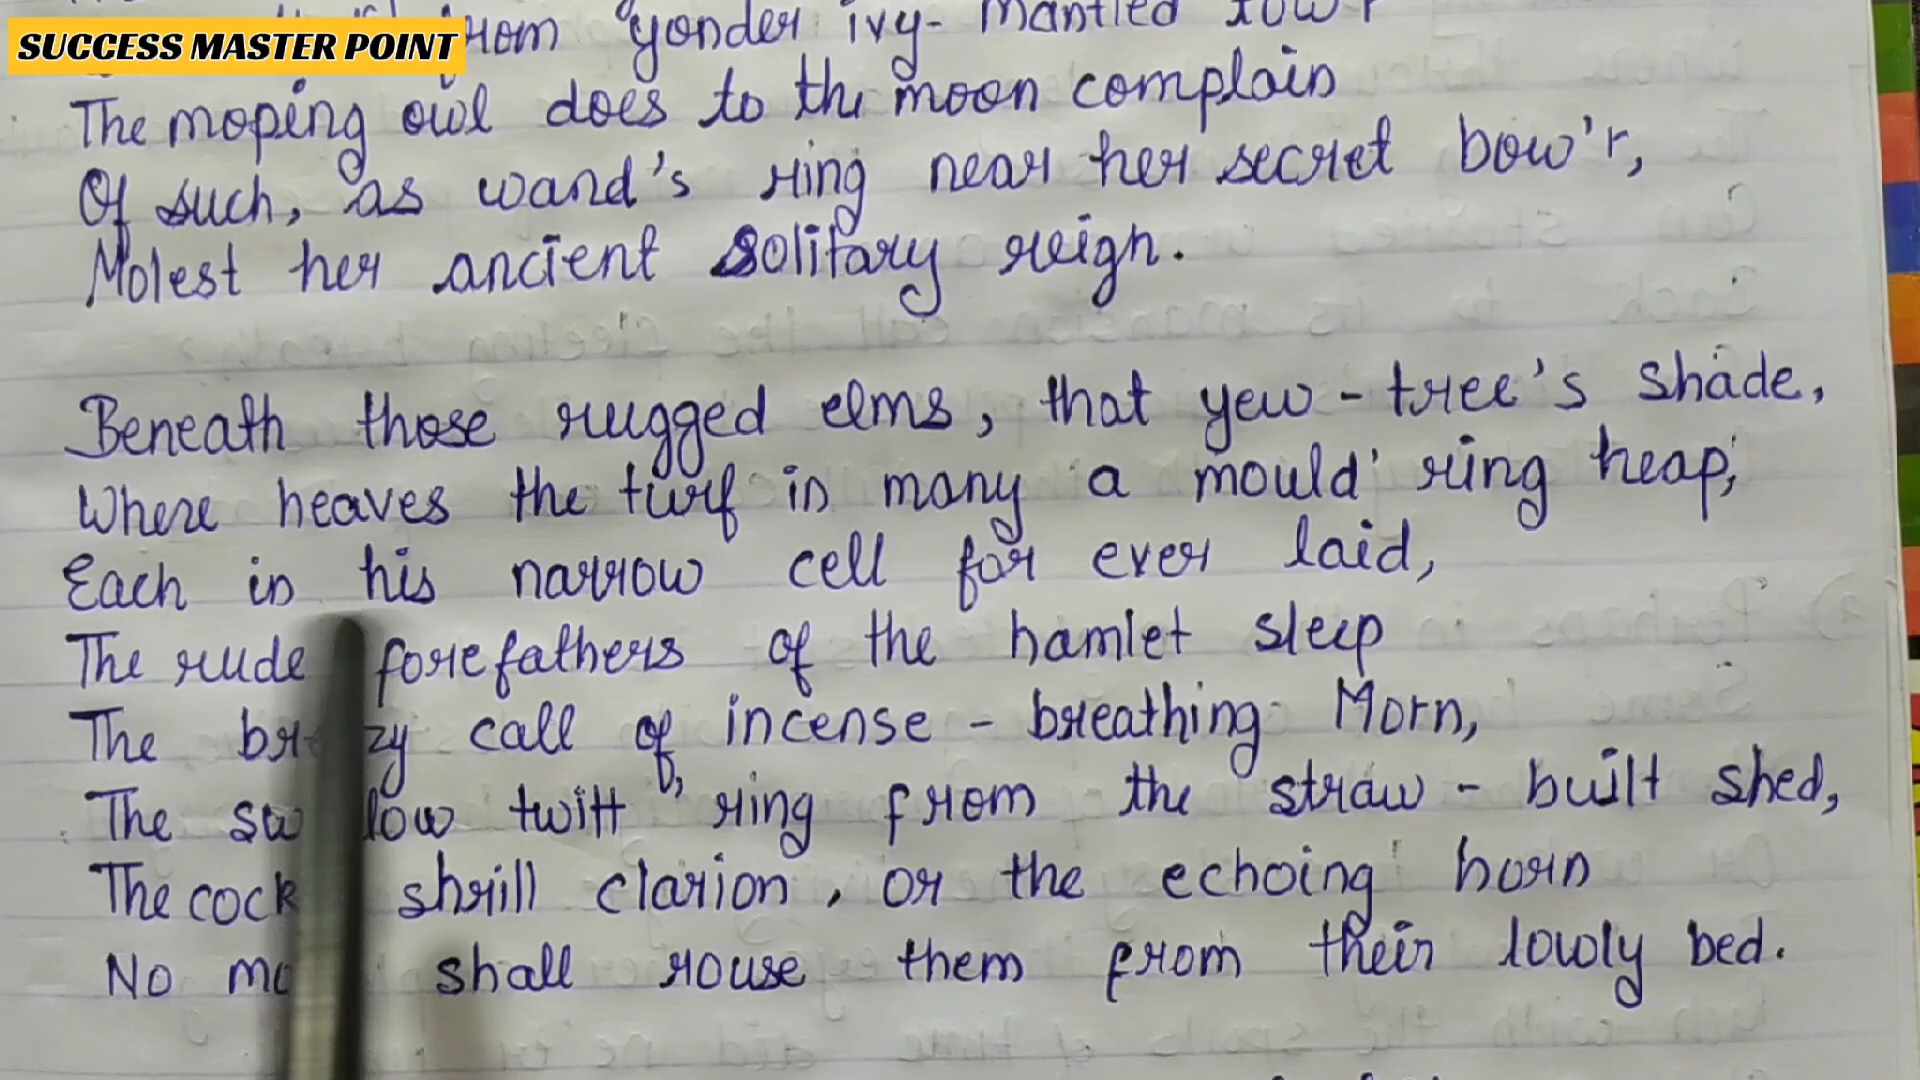 SUCCESS MASTER POINT
from yonder ivy- mantled tow'r
The moping owl does to the moon complain
Of such, as wand's ring near her secret bow'r,
Molest her ancient solitary reign.
Beneath those rugged elms, that yew - tree's shade,
Where heaves the turf in many a mould' ring heap,
Each in his narrow cell for ever laid,
The rude forefathers of the hamlet sleep
The br zy call of incense - breathing Morn,
The sw low twitt 'ring from the straw - built shed,
The cock shrill clarion, or the echoing horn
No mo shall rouse them from their lowly bed.